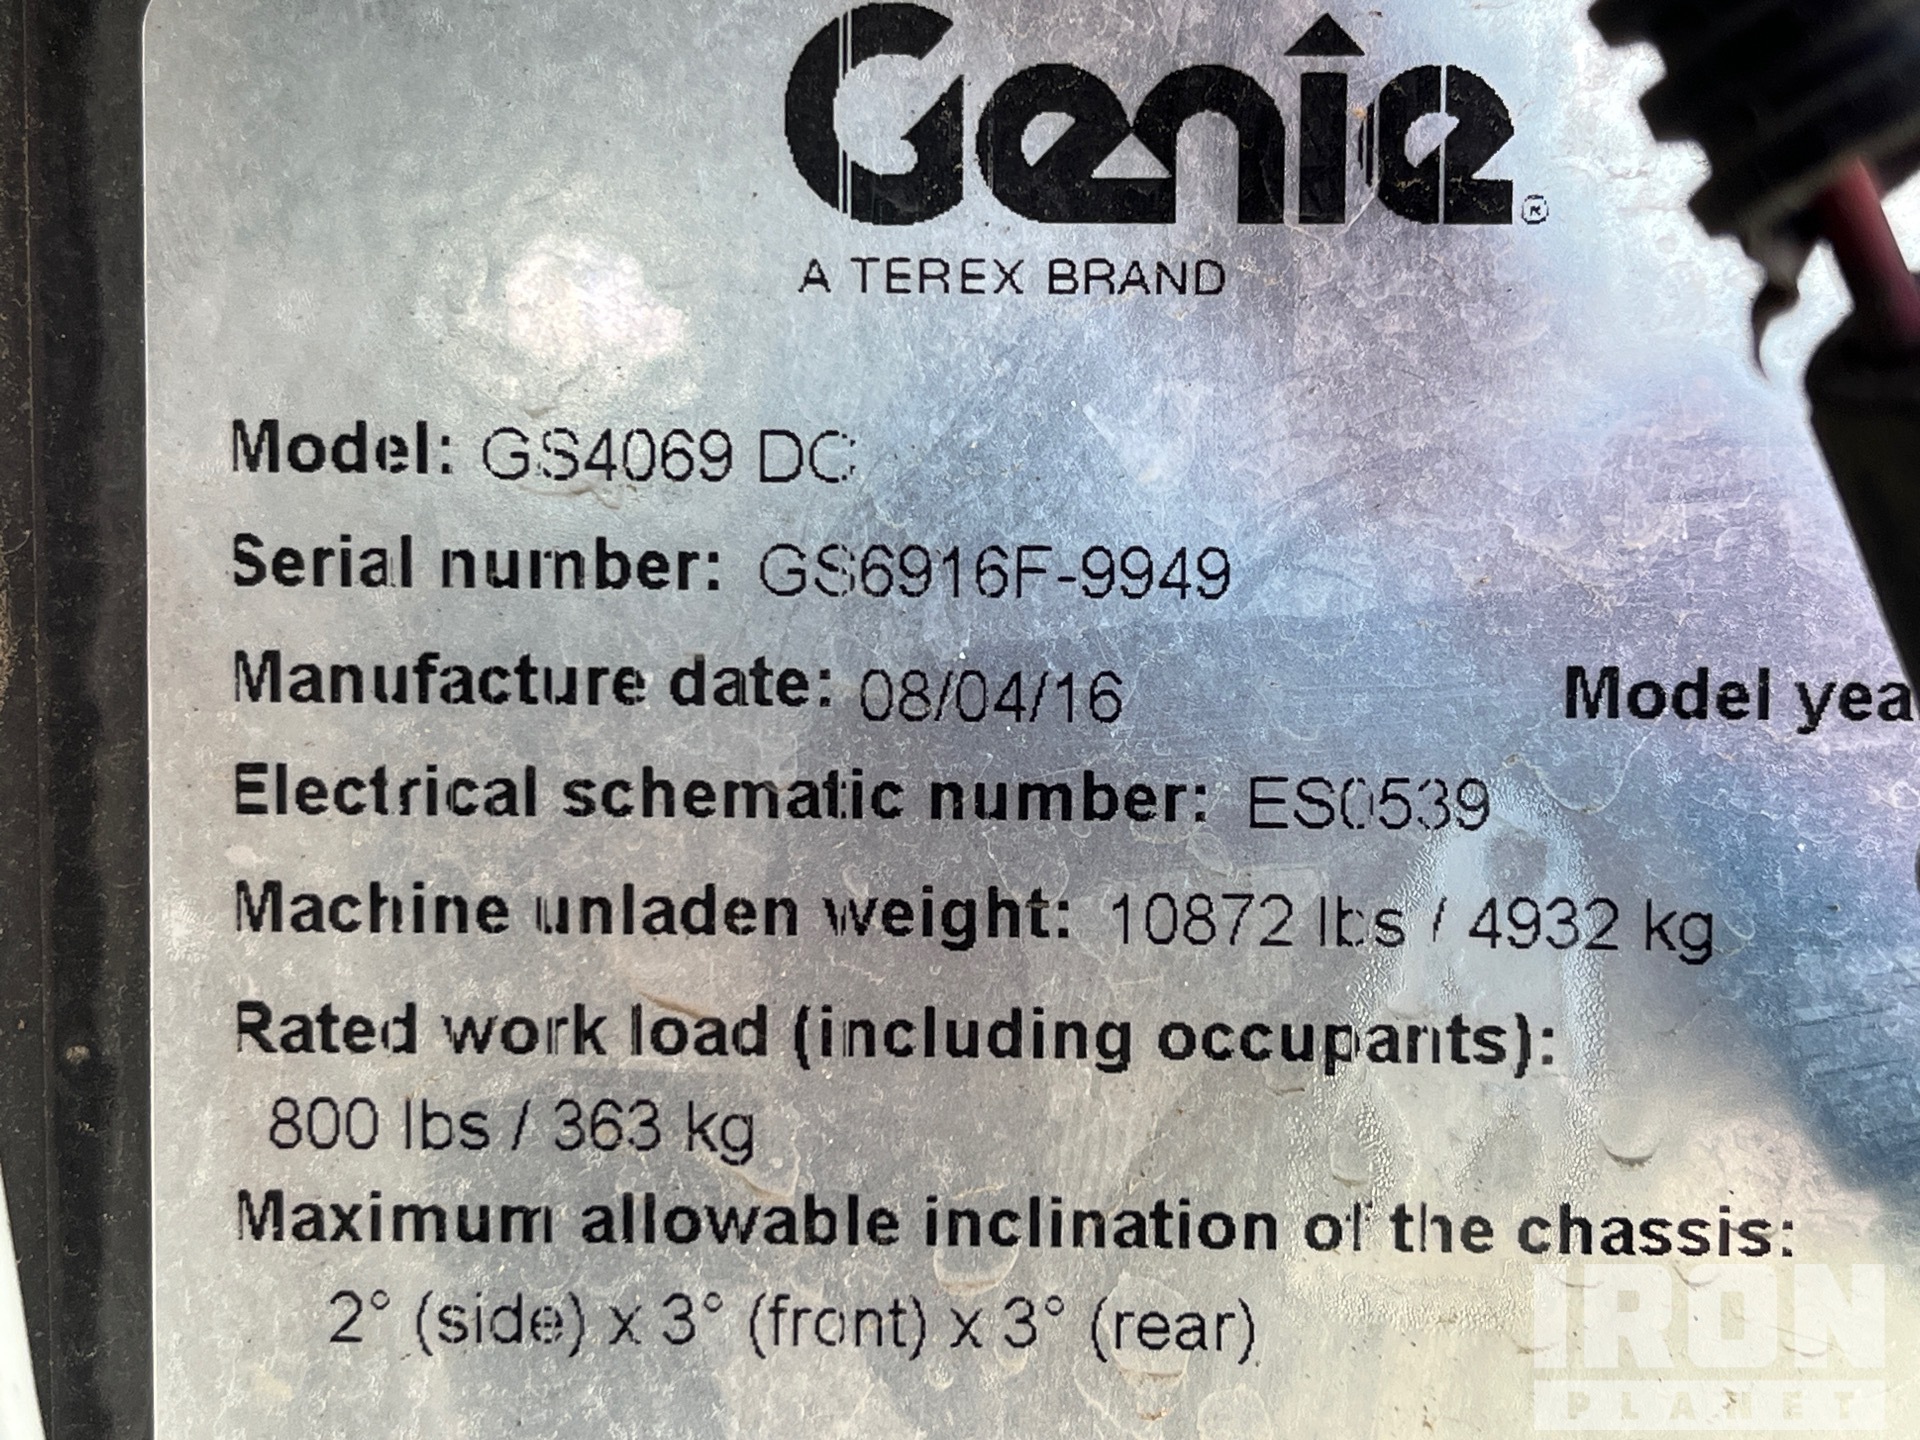 Genie®
A TEREX BRAND
Model: GS4069 DC
Serial number: GS6916F-9949
Manufacture date: 08/04/16 Model yea
Electrical schematic number: ES0539
Machine unladen weight: 10872 lbs / 4932 kg
Rated work load (including occupants):
800 lbs / 363 kg
Maximum allowable inclination of the chassis:
2° (side) x 3° (front) x 3° (rear)
IRON
PLANET